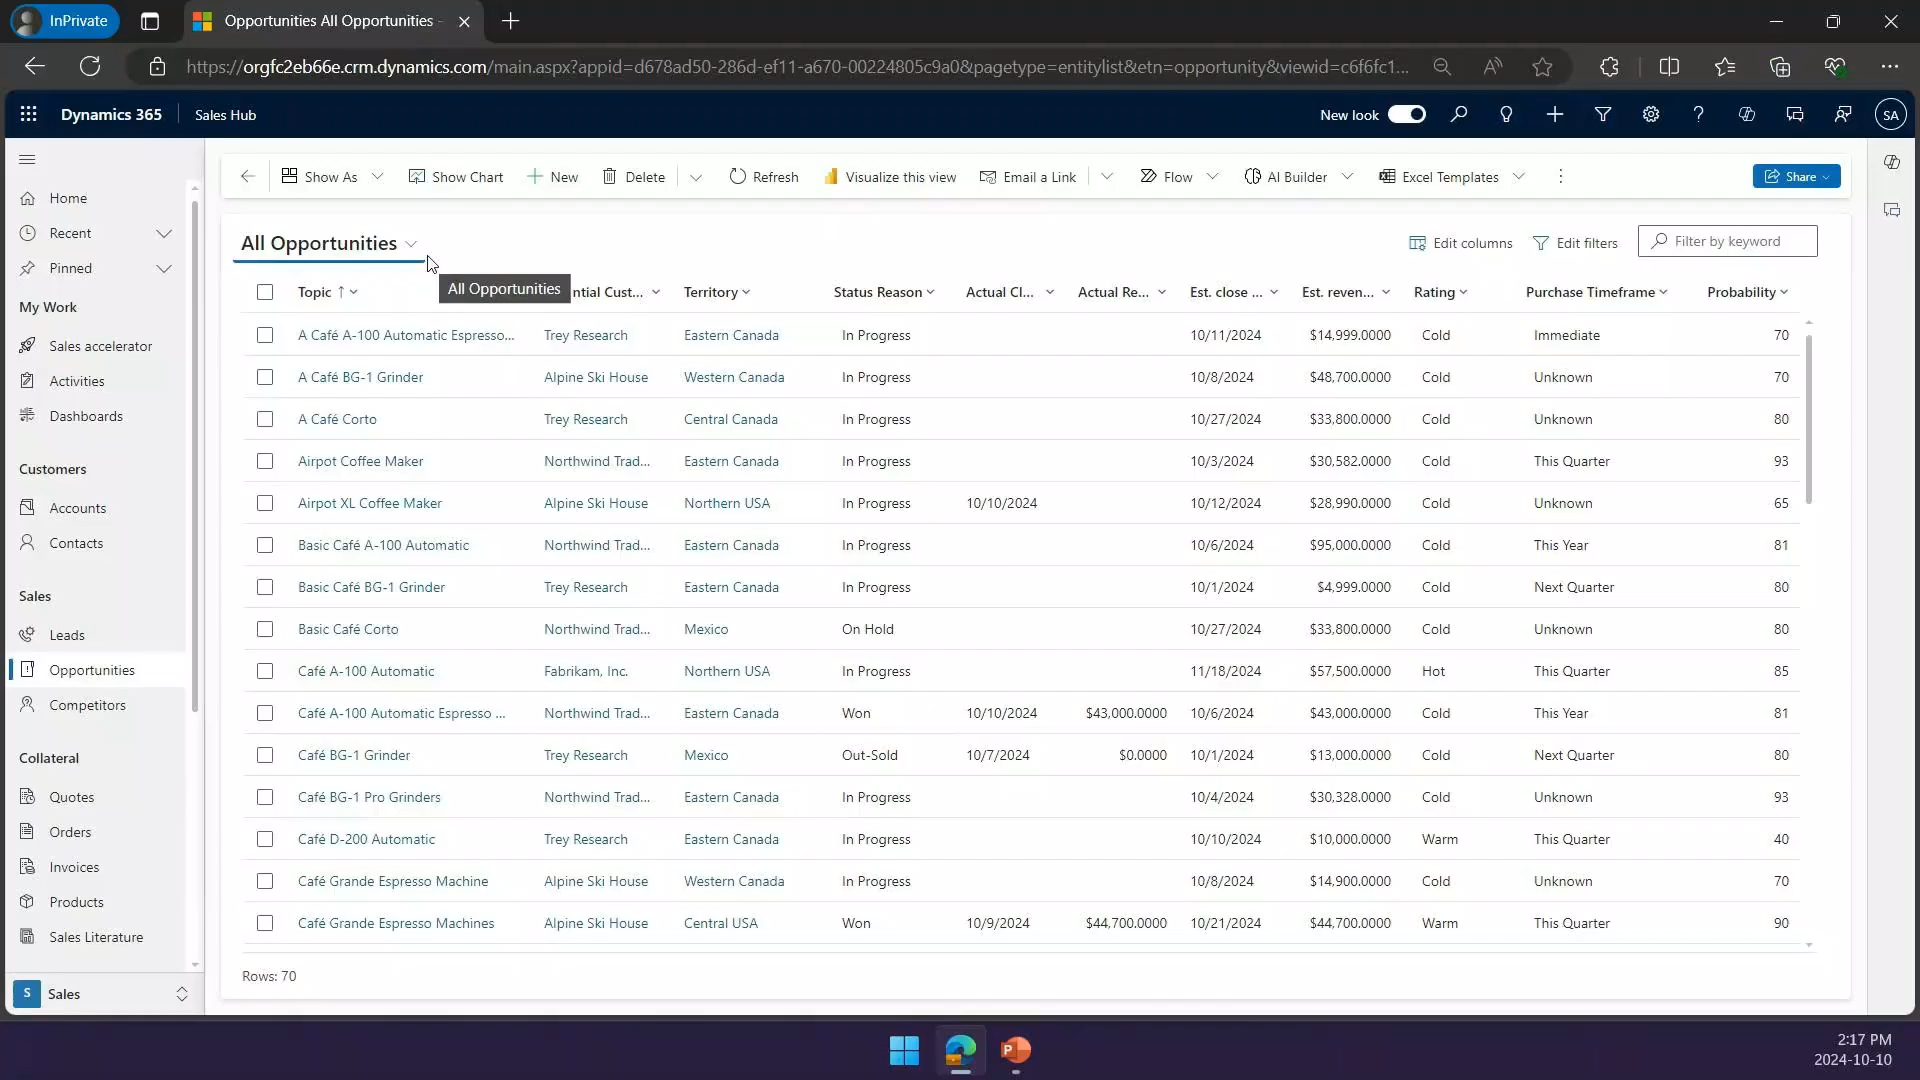 InPrivate
Opportunities All Opportunities -
https://orgfc2eb66e.crm.dynamics.com/main.aspx?appid=d678ad50-286d-ef11-a670-00224805c9a0&pagetype=entitylist&etn=opportunity&viewid=c6f6fc1...
Dynamics 365 Sales Hub New look SA
Show As Show Chart New Delete Refresh Visualize this view Email a Link Flow AI Builder Excel Templates Share
Home
Recent
Pinned
My Work
Sales accelerator
Activities
Dashboards
Customers
Accounts
Contacts
Sales
Leads
Opportunities
Competitors
Collateral
Quotes
Orders
Invoices
Products
Sales Literature
S Sales
All Opportunities Edit columns Edit filters Filter by keyword
All Opportunities
Topic ↑ ntial Cust... Territory Status Reason Actual Cl... Actual Re... Est. close ... Est. reven... Rating Purchase Timeframe Probability
A Café A-100 Automatic Espresso... Trey Research Eastern Canada In Progress 10/11/2024 $14,999.0000 Cold Immediate 70
A Café BG-1 Grinder Alpine Ski House Western Canada In Progress 10/8/2024 $48,700.0000 Cold Unknown 70
A Café Corto Trey Research Central Canada In Progress 10/27/2024 $33,800.0000 Cold Unknown 80
Airpot Coffee Maker Northwind Trad... Eastern Canada In Progress 10/3/2024 $30,582.0000 Cold This Quarter 93
Airpot XL Coffee Maker Alpine Ski House Northern USA In Progress 10/10/2024 10/12/2024 $28,990.0000 Cold Unknown 65
Basic Café A-100 Automatic Northwind Trad... Eastern Canada In Progress 10/6/2024 $95,000.0000 Cold This Year 81
Basic Café BG-1 Grinder Trey Research Eastern Canada In Progress 10/1/2024 $4,999.0000 Cold Next Quarter 80
Basic Café Corto Northwind Trad... Mexico On Hold 10/27/2024 $33,800.0000 Cold Unknown 80
Café A-100 Automatic Fabrikam, Inc. Northern USA In Progress 11/18/2024 $57,500.0000 Hot This Quarter 85
Café A-100 Automatic Espresso ... Northwind Trad... Eastern Canada Won 10/10/2024 $43,000.0000 10/6/2024 $43,000.0000 Cold This Year 81
Café BG-1 Grinder Trey Research Mexico Out-Sold 10/7/2024 $0.0000 10/1/2024 $13,000.0000 Cold Next Quarter 80
Café BG-1 Pro Grinders Northwind Trad... Eastern Canada In Progress 10/4/2024 $30,328.0000 Cold Unknown 93
Café D-200 Automatic Trey Research Eastern Canada In Progress 10/10/2024 $10,000.0000 Warm This Quarter 40
Café Grande Espresso Machine Alpine Ski House Western Canada In Progress 10/8/2024 $14,900.0000 Cold Unknown 70
Café Grande Espresso Machines Alpine Ski House Central USA Won 10/9/2024 $44,700.0000 10/21/2024 $44,700.0000 Warm This Quarter 90
Rows: 70
2:17 PM
2024-10-10